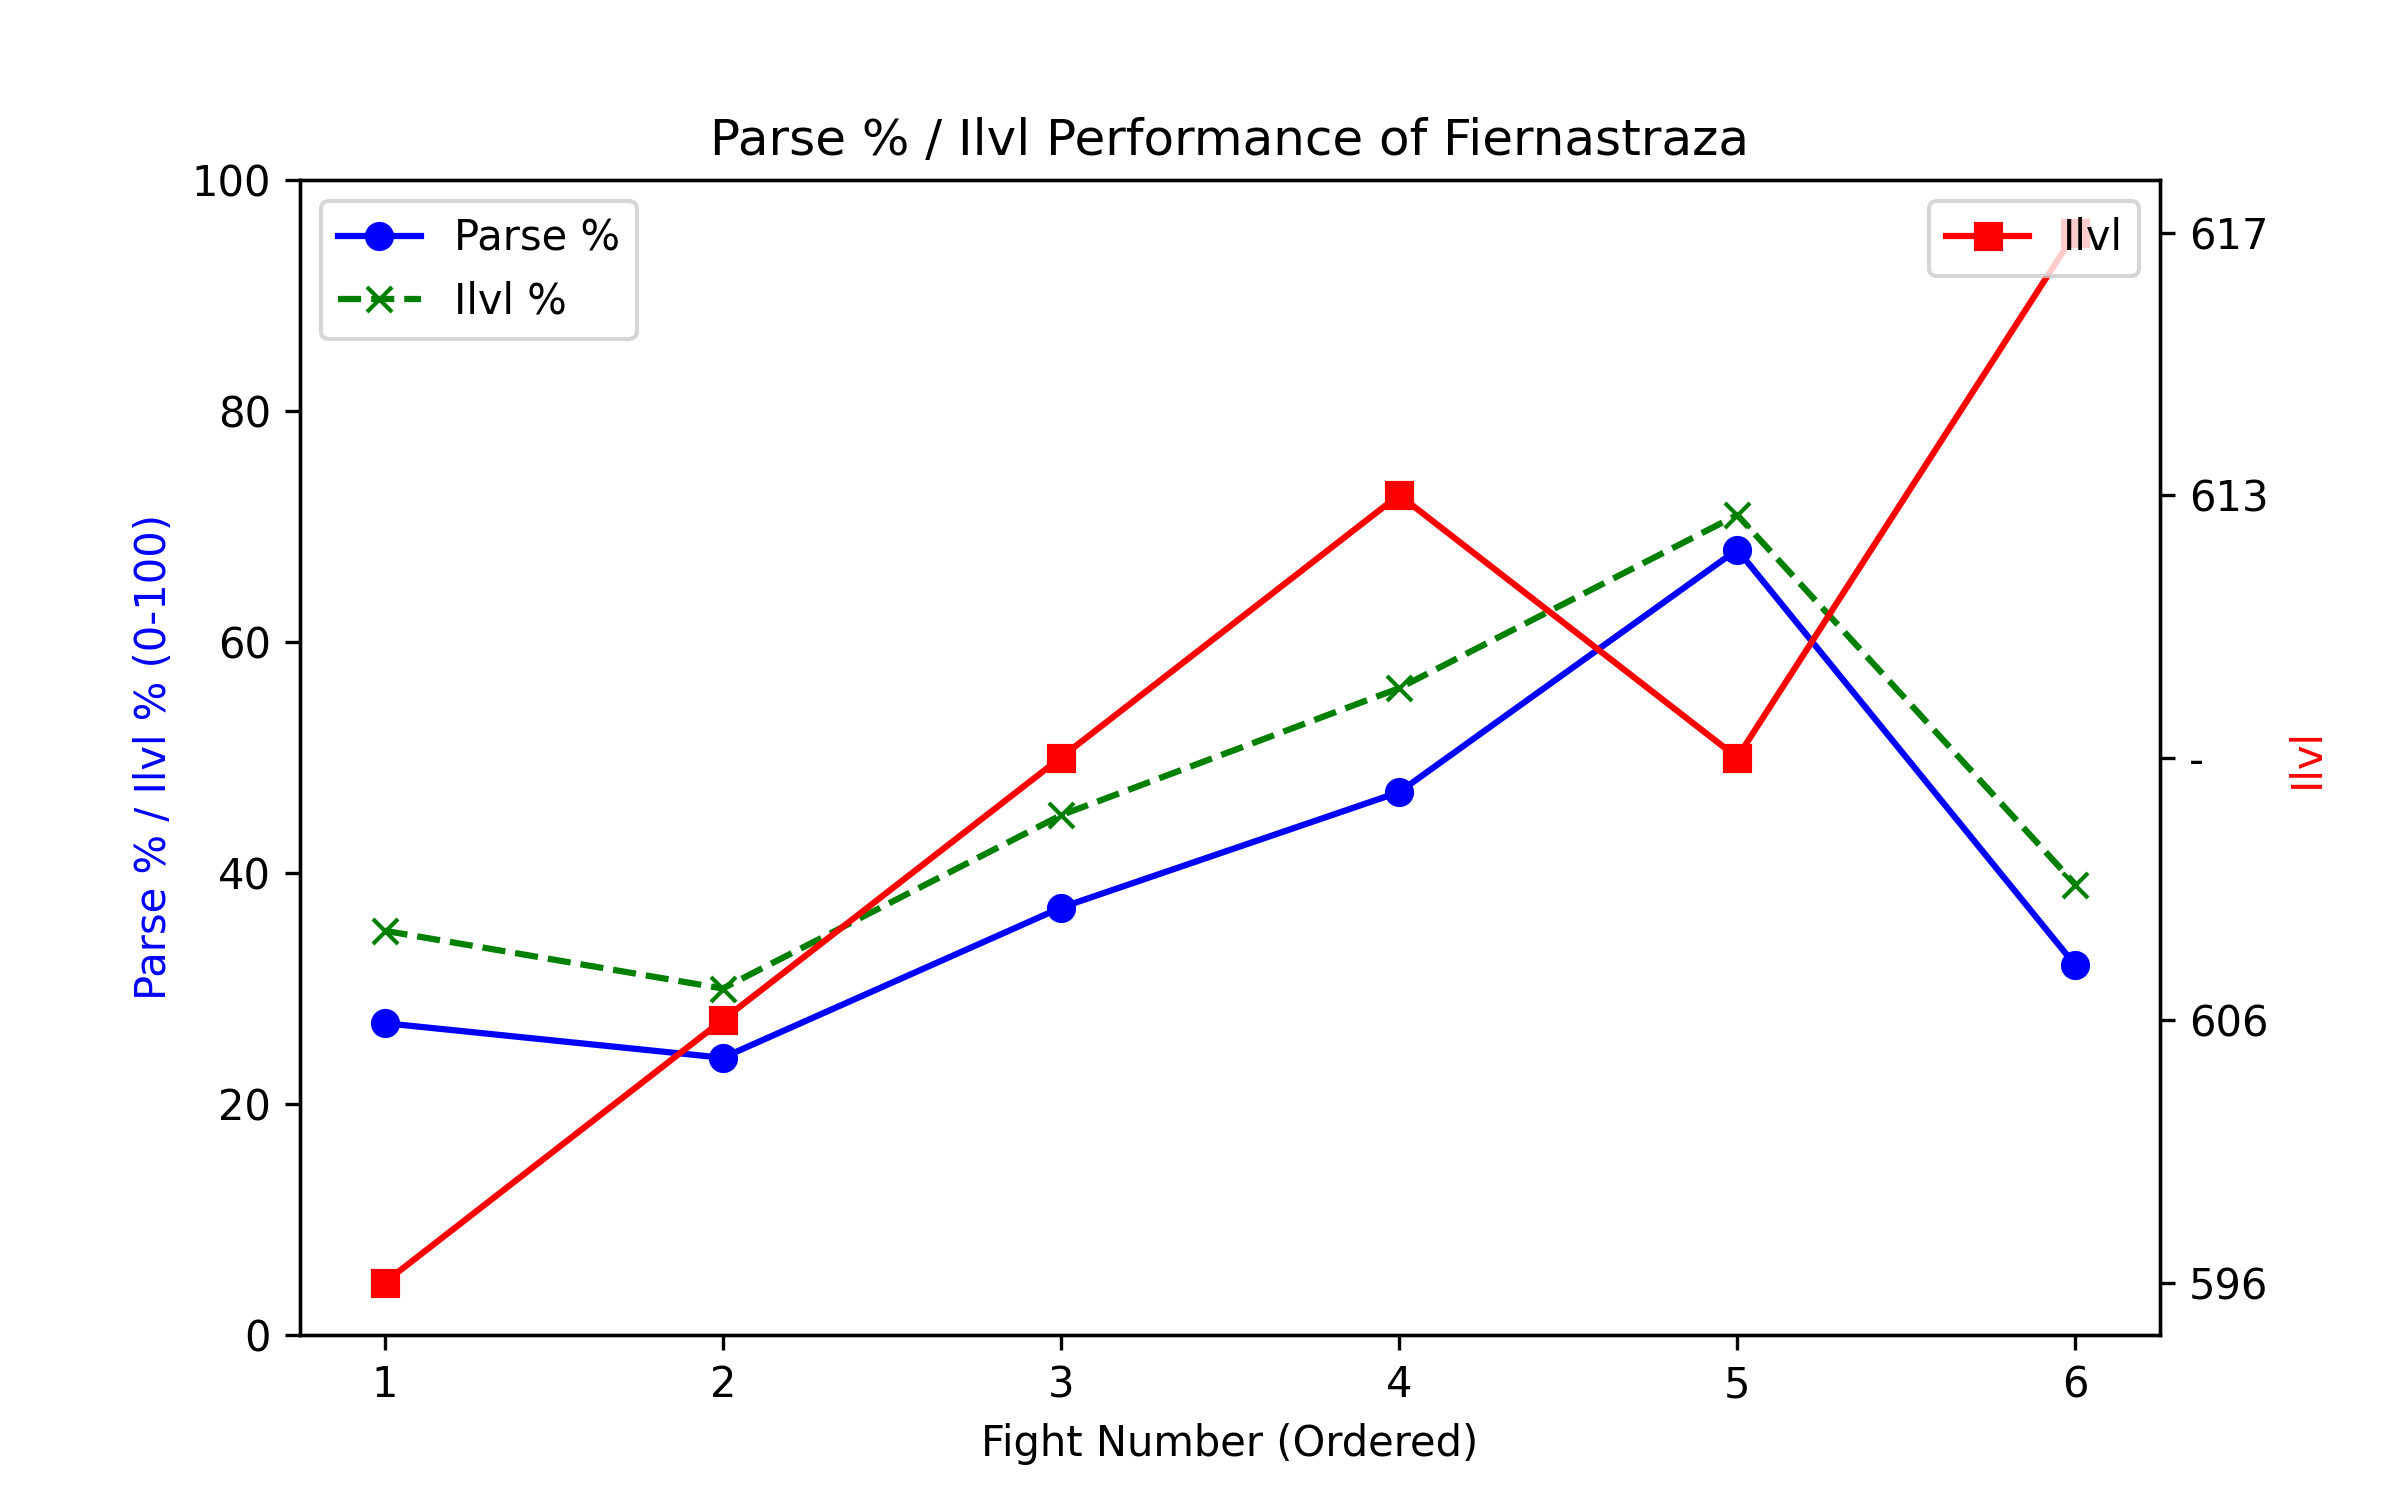 Parse % / Ilvl Performance of Fiernastraza
Parse %
Ilvl %
Ilvl
100
80
60
40
20
0
Parse % / Ilvl % (0-100)
617
613
-
606
596
Ilvl
1
2
3
4
5
6
Fight Number (Ordered)